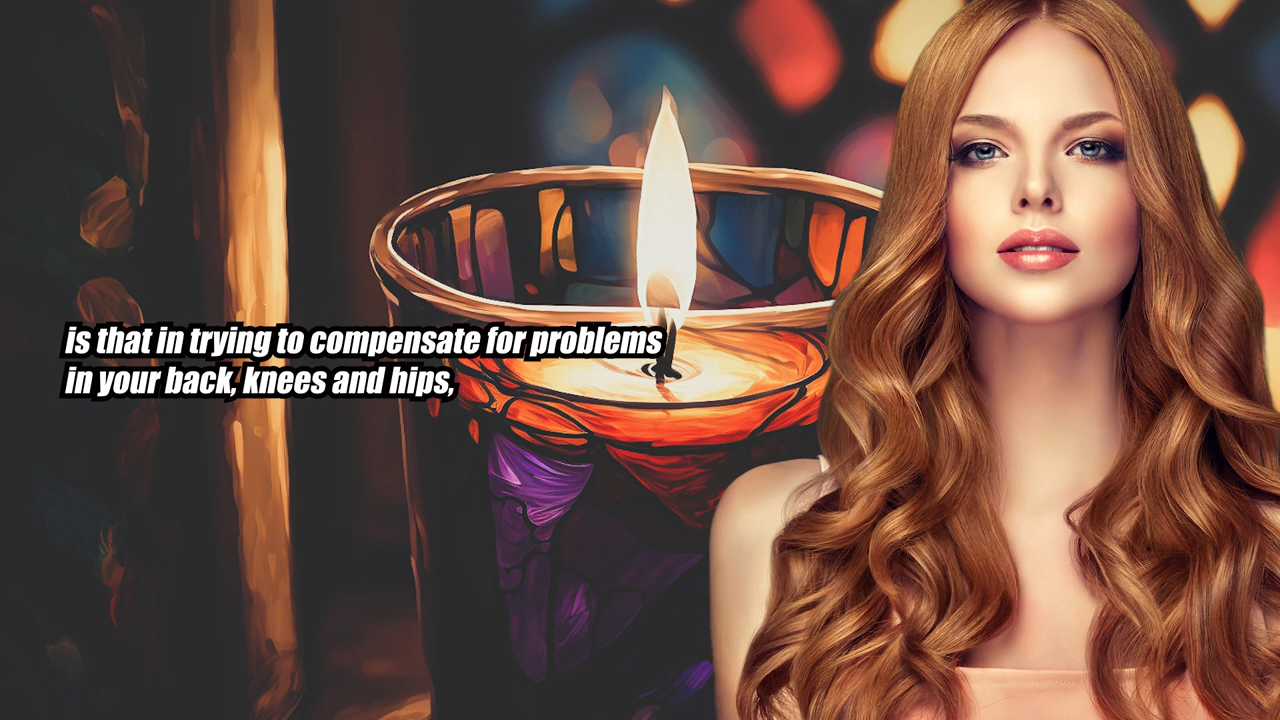 is that in trying to compensate for problems
in your back, knees and hips,